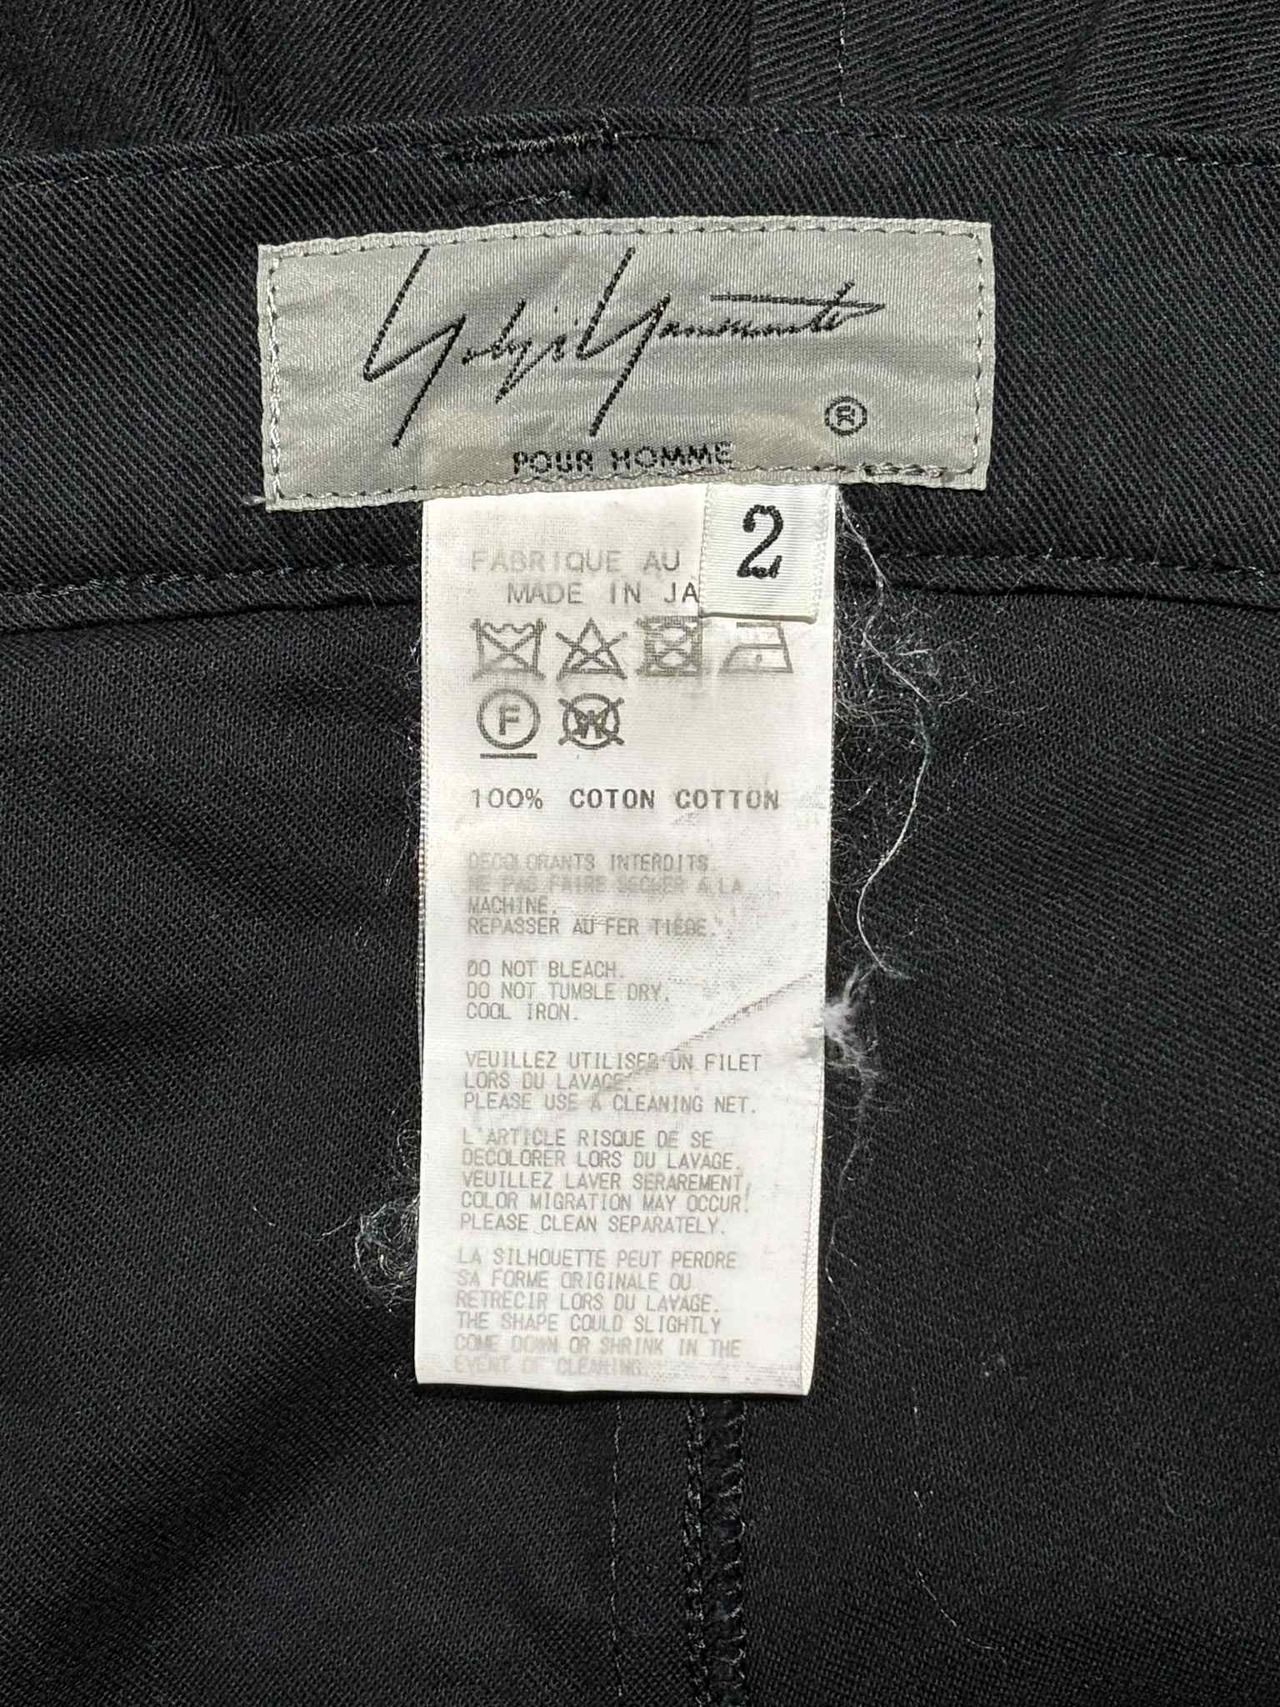 Yohji Yamamoto
®
POUR HOMME
2
FABRIQUE AU
MADE IN JA
F
W
100% COTON COTTON
DECOLORANTS INTERDITS.
NE PAS FAIRE SECHER A LA
MACHINE.
REPASSER AU FER TIEDE.
DO NOT BLEACH.
DO NOT TUMBLE DRY.
COOL IRON.
VEUILLEZ UTILISER UN FILET
LORS DU LAVAGE.
PLEASE USE A CLEANING NET.
L'ARTICLE RISQUE DE SE
DECOLORER LORS DU LAVAGE.
VEUILLEZ LAVER SERAREMENT.
COLOR MIGRATION MAY OCCUR.
PLEASE CLEAN SEPARATELY.
LA SILHOUETTE PEUT PERDRE
SA FORME ORIGINALE OU
RETRECIR LORS DU LAVAGE.
THE SHAPE COULD SLIGHTLY
COME DOWN OR SHRINK IN THE
EVENT OF CLEANING.